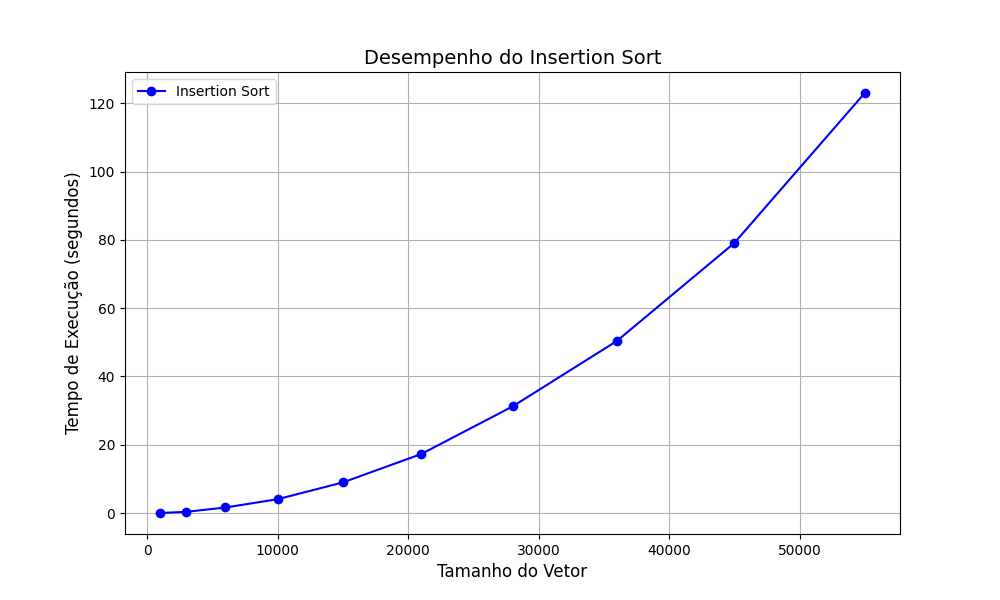 Desempenho do Insertion Sort
Insertion Sort
Tempo de Execução (segundos)
120
100
80
60
40
20
0
0 10000 20000 30000 40000 50000
Tamanho do Vetor